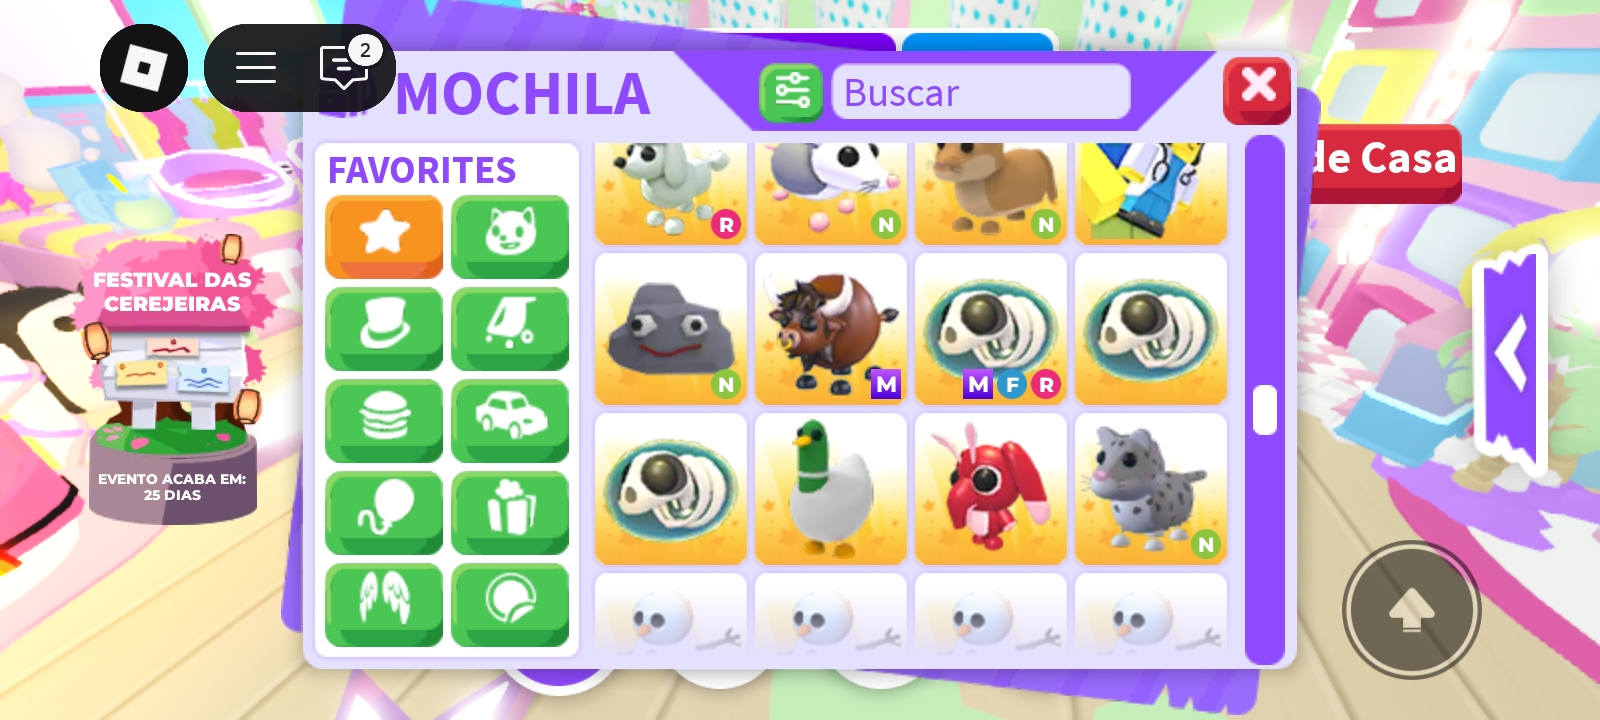 2
MOCHILA
Buscar
FAVORITES
de Casa
R
N
N
N
M
M F R
N
FESTIVAL DAS
CEREJEIRAS
EVENTO ACABA EM:
25 DIAS